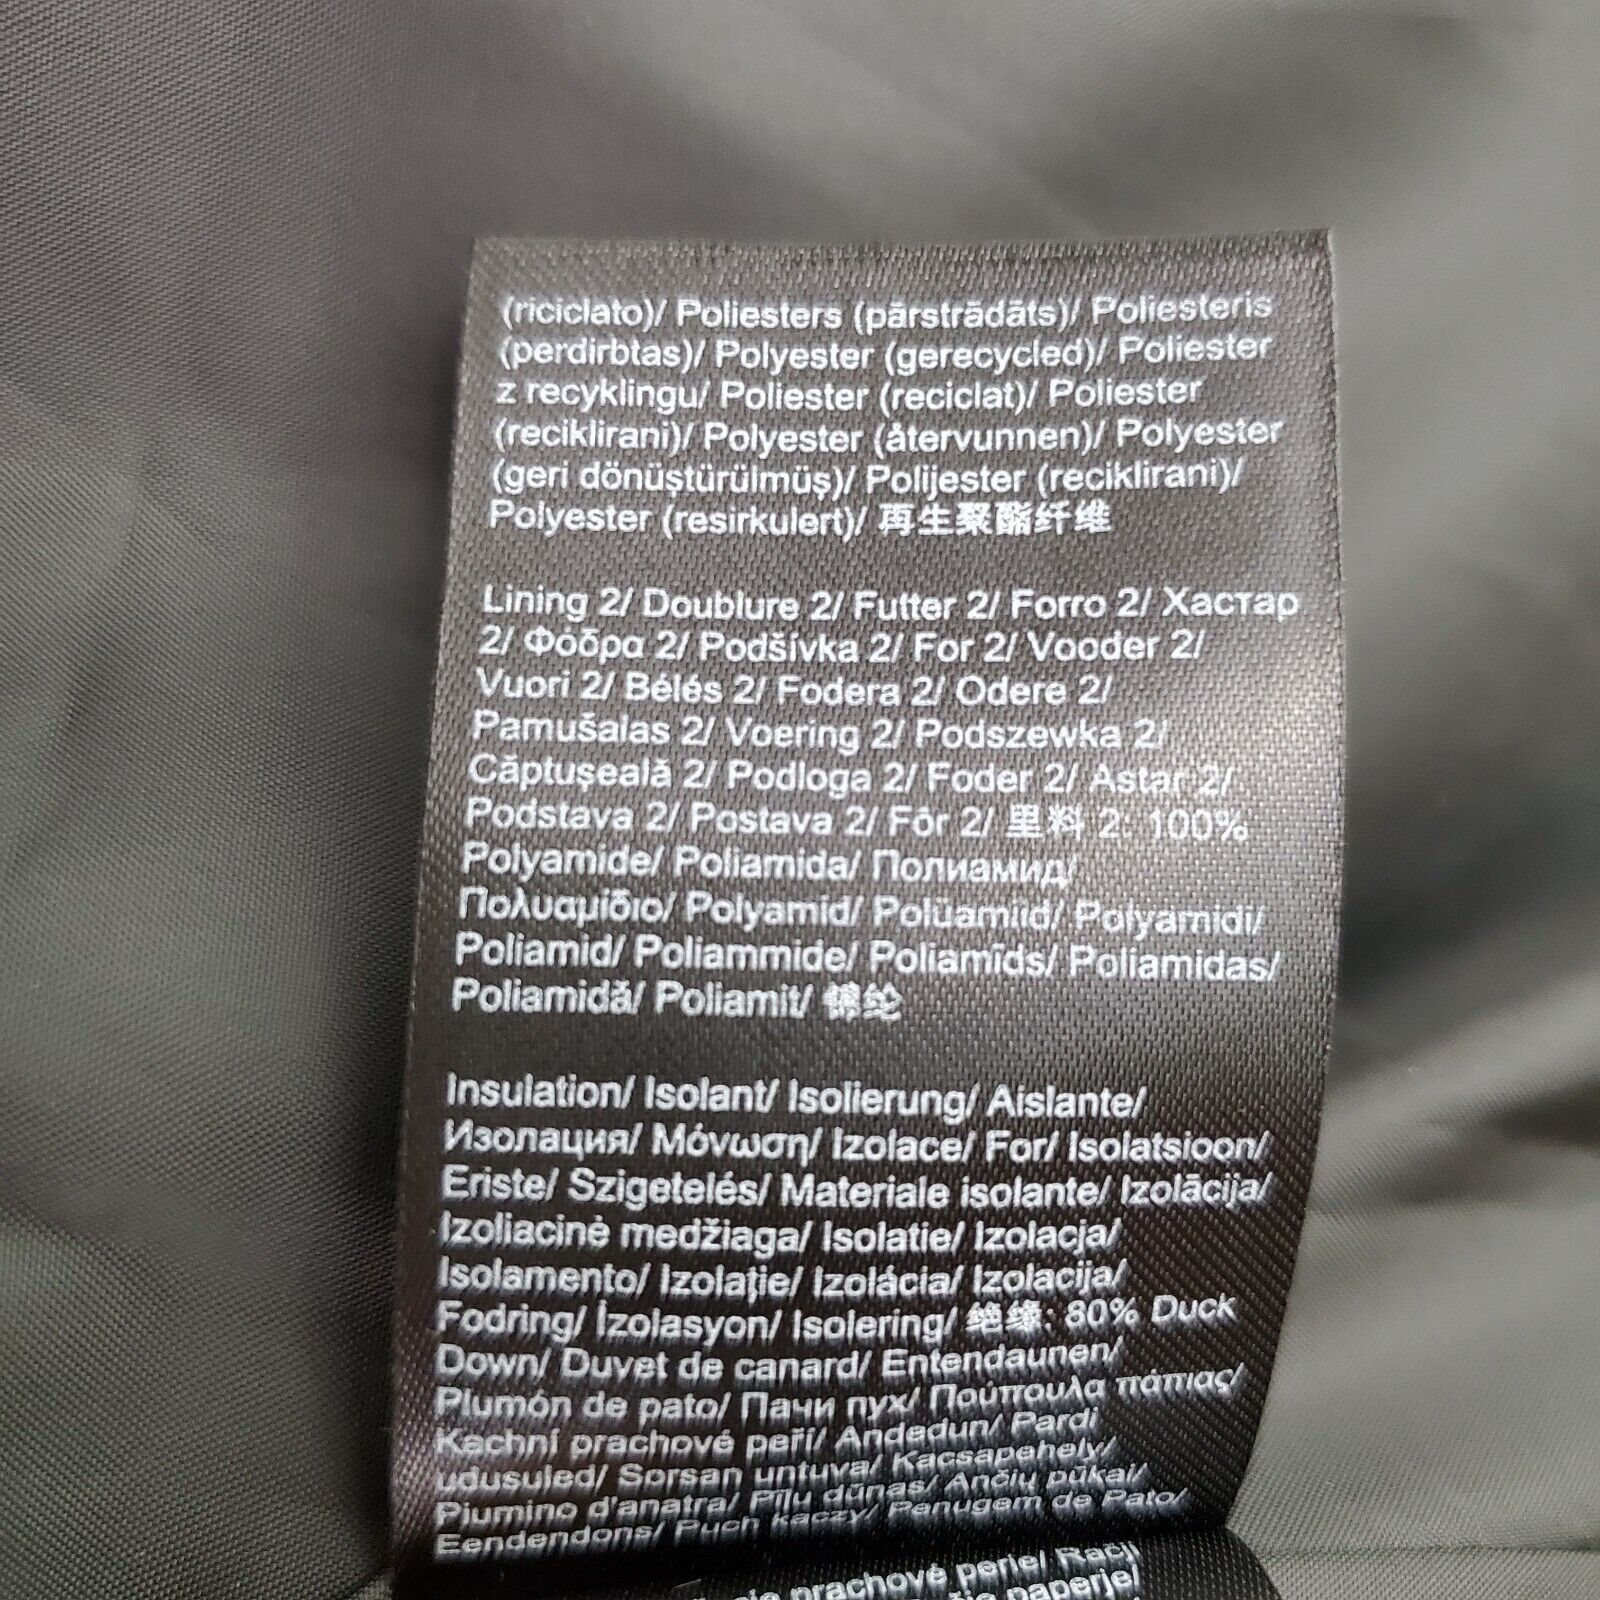 (riciclato)/ Poliesters (pārstrādāts)/ Poliesteris
(perdirbtas)/ Polyester (gerecycled)/ Poliester
z recyklingu/ Poliester (reciclat)/ Poliester
(reciklirani)/ Polyester (återvunnen)/ Polyester
(geri dönüştürülmüş)/ Polijester (reciklirani)/
Polyester (resirkulert)/ 再生聚酯纤维
Lining 2/ Doublure 2/ Futter 2/ Forro 2/ Хастар
2/ Φόδρα 2/ Podšívka 2/ For 2/ Vooder 2/
Vuori 2/ Bélés 2/ Fodera 2/ Odere 2/
Pamušalas 2/ Voering 2/ Podszewka 2/
Căptușeală 2/ Podloga 2/ Foder 2/ Astar 2/
Podstava 2/ Postava 2/ Fôr 2/ 里料 2: 100%
Polyamide/ Poliamida/ Полиамид/
Πολυαμίδιο/ Polyamid/ Polüamiid/ Polyamidi/
Poliamid/ Poliammide/ Poliamīds/ Poliamidas/
Poliamidă/ Poliamit/ 锦纶
Insulation/ Isolant/ Isolierung/ Aislante/
Изолация/ Μόνωση/ Izolace/ For/ Isolatsioon/
Eriste/ Szigetelés/ Materiale isolante/ Izolācija/
Izoliacinė medžiaga/ Isolatie/ Izolacja/
Isolamento/ Izolație/ Izolácia/ Izolacija/
Fodring/ İzolasyon/ Isolering/ 绝缘: 80% Duck
Down/ Duvet de canard/ Entendaunen/
Plumón de pato/ Пачи пух/ Πούπουλα πάπιας/
Kachní prachové peří/ Andedun/ Pardi
udusuled/ Sorsan untuva/ Kacsapehely/
Piumino d'anatra/ Pīļu dūnas/ Ančių pūkai/
Eendendons/ Puch kaczy/ Penugem de Pato/
prachové perie/ Racj
paperje/